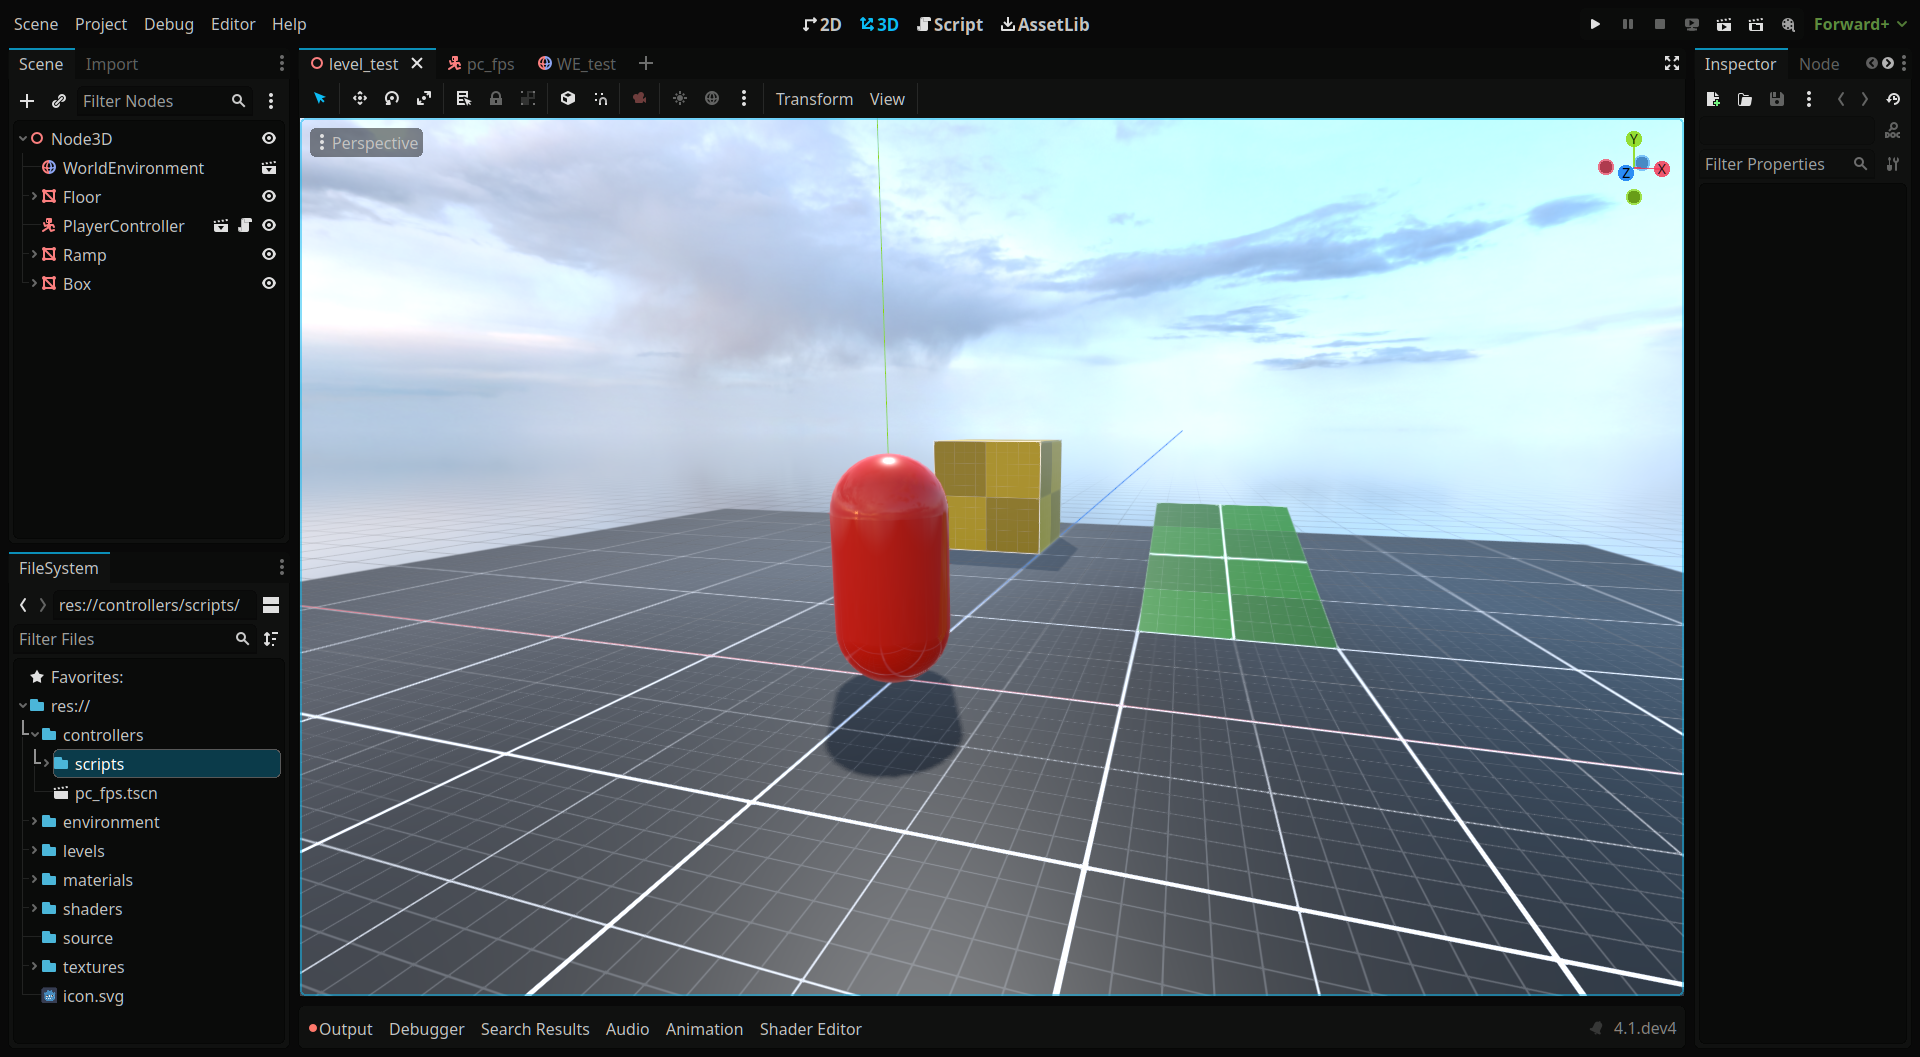 Scene Project Debug Editor Help
2D 3D Script AssetLib
Forward+
Scene Import
Filter Nodes
Node3D
WorldEnvironment
Floor
PlayerController
Ramp
Box
FileSystem
res://controllers/scripts/
Filter Files
Favorites:
res://
controllers
scripts
pc_fps.tscn
environment
levels
materials
shaders
source
textures
icon.svg
level_test pc_fps WE_test
Transform View
Perspective
Y
Z X
Output Debugger Search Results Audio Animation Shader Editor
4.1.dev4
Inspector Node
Filter Properties